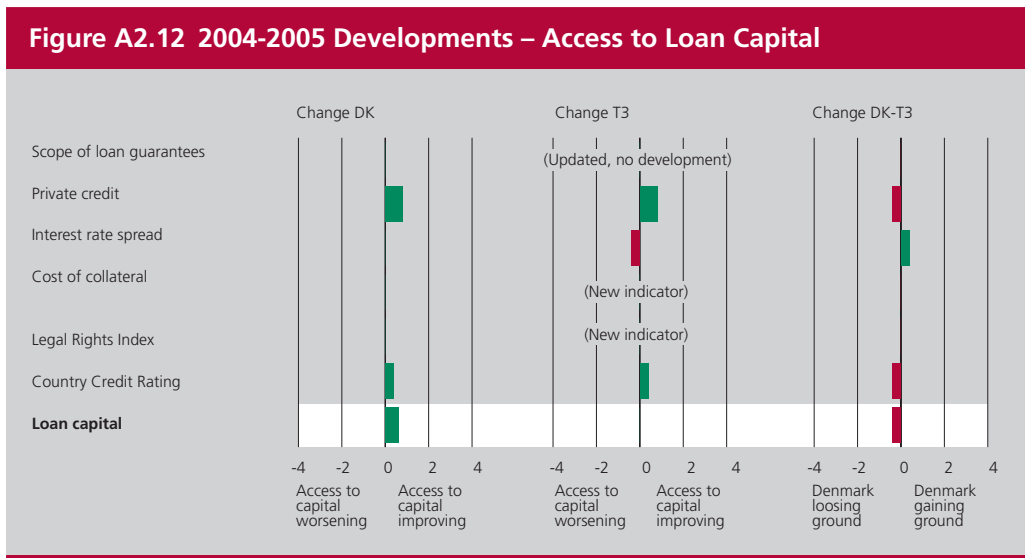 Figure A2.12 2004-2005 Developments – Access to Loan Capital
Change DK
Change T3
Change DK-T3
Scope of loan guarantees
(Updated, no development)
Private credit
Interest rate spread
Cost of collateral
(New indicator)
Legal Rights Index
(New indicator)
Country Credit Rating
Loan capital
-4 -2 0 2 4
-4 -2 0 2 4
-4 -2 0 2 4
Access to
capital
worsening
Access to
capital
improving
Access to
capital
worsening
Access to
capital
improving
Denmark
loosing
ground
Denmark
gaining
ground